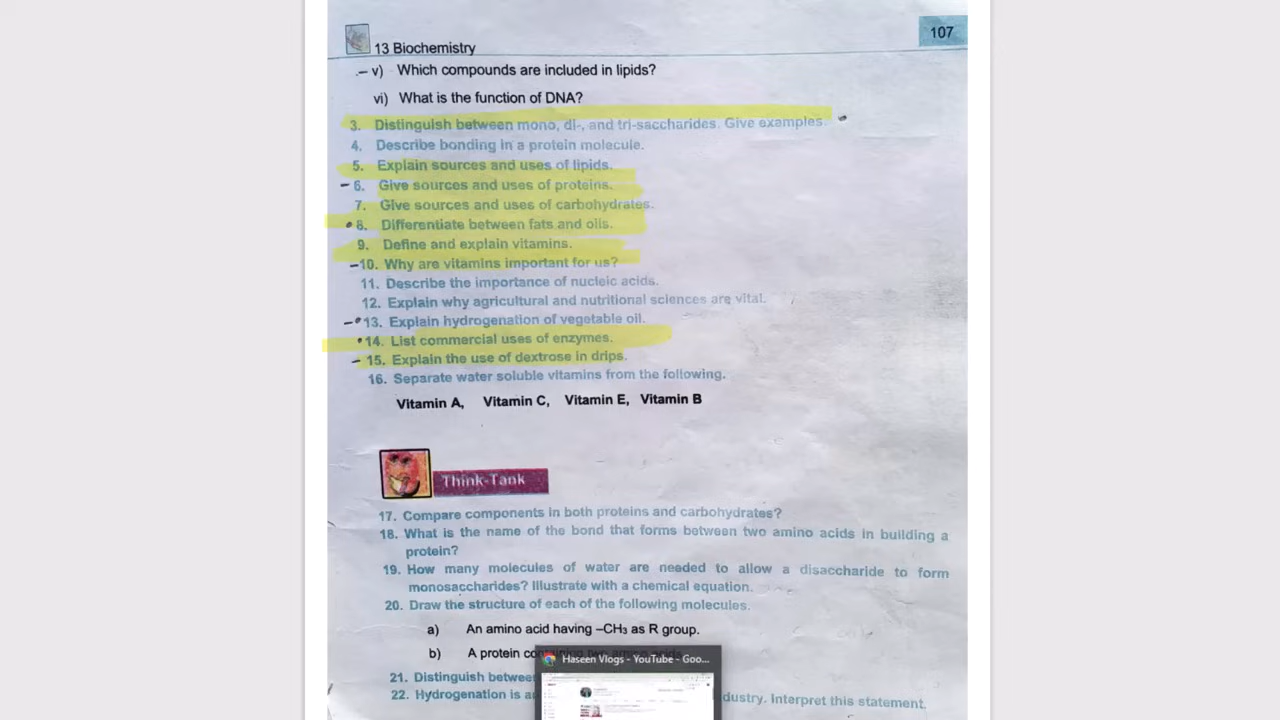 107
13 Biochemistry
v) Which compounds are included in lipids?
vi) What is the function of DNA?
3. Distinguish between mono, di-, and tri-saccharides. Give examples.
4. Describe bonding in a protein molecule.
5. Explain sources and uses of lipids.
6. Give sources and uses of proteins.
7. Give sources and uses of carbohydrates.
8. Differentiate between fats and oils.
9. Define and explain vitamins.
10. Why are vitamins important for us?
11. Describe the importance of nucleic acids.
12. Explain why agricultural and nutritional sciences are vital.
13. Explain hydrogenation of vegetable oil.
14. List commercial uses of enzymes.
15. Explain the use of dextrose in drips.
16. Separate water soluble vitamins from the following.
Vitamin A, Vitamin C, Vitamin E, Vitamin B
Think-Tank
17. Compare components in both proteins and carbohydrates?
18. What is the name of the bond that forms between two amino acids in building a
protein?
19. How many molecules of water are needed to allow a disaccharide to form
monosaccharides? Illustrate with a chemical equation.
20. Draw the structure of each of the following molecules.
a) An amino acid having –CH₃ as R group.
b) A protein
Haseen Vlogs - YouTube - Goo...
21. Distinguish
22. Hydrogenation is dustry. Interpret this statement.